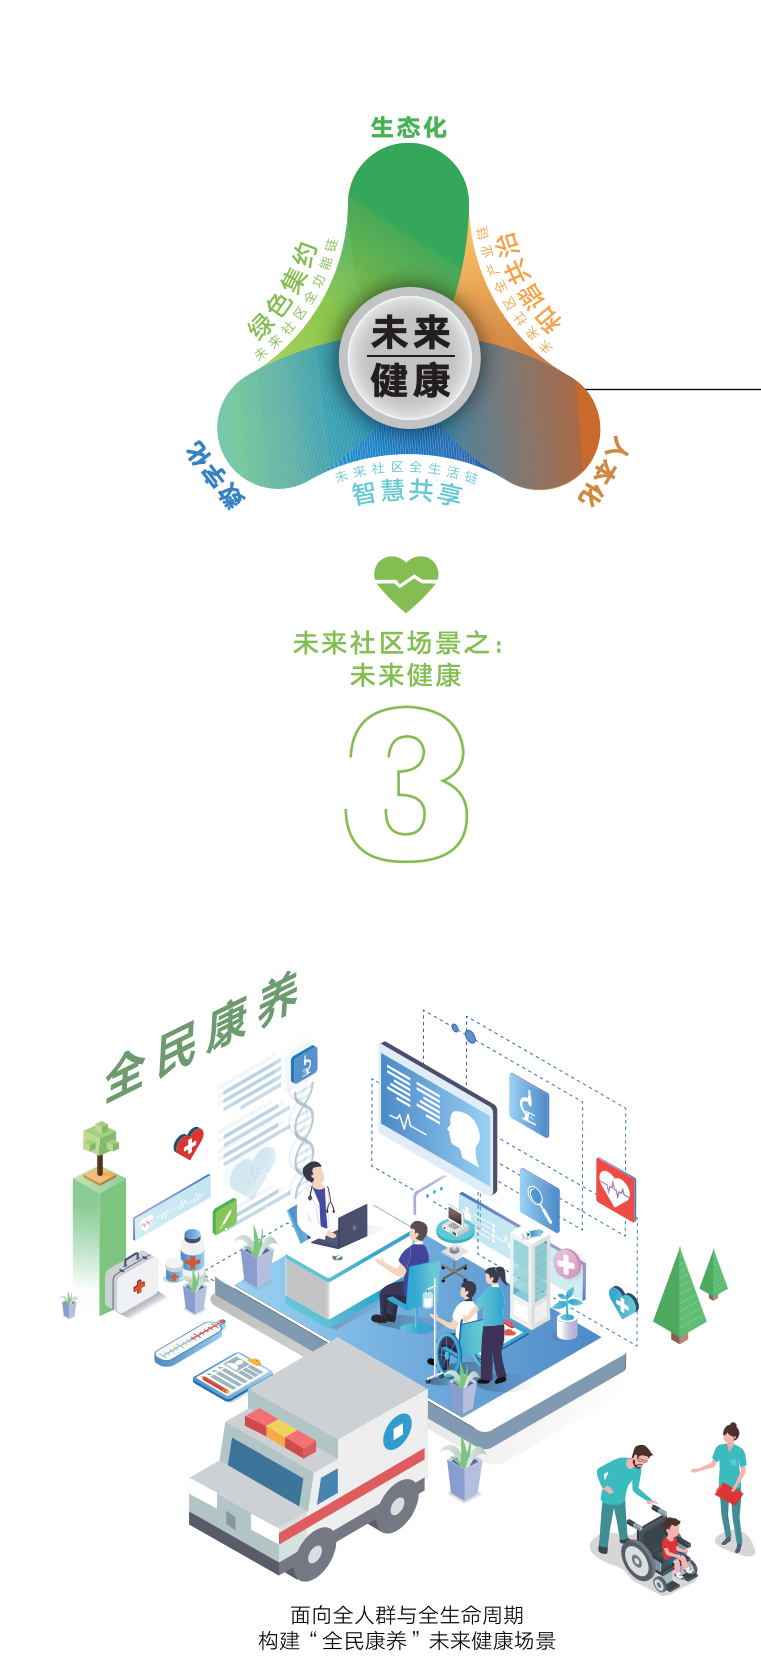 生态化
绿色集约
未来社区全功能链
和谐共治
未来社区全产业链
未来
健康
数字化
未来社区全生活链
智慧共享
人本化
未来社区场景之：
未来健康
3
全民康养
面向全人群与全生命周期
构建“全民康养”未来健康场景